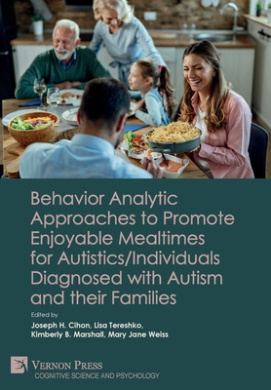 Behavior Analytic
Approaches to Promote
Enjoyable Mealtimes
for Autistics/Individuals
Diagnosed with Autism
and their Families
Edited by
Joseph H. Cihon, Lisa Tereshko,
Kimberly B. Marshall, Mary Jane Weiss
VERNON PRESS
COGNITIVE SCIENCE AND PSYCHOLOGY